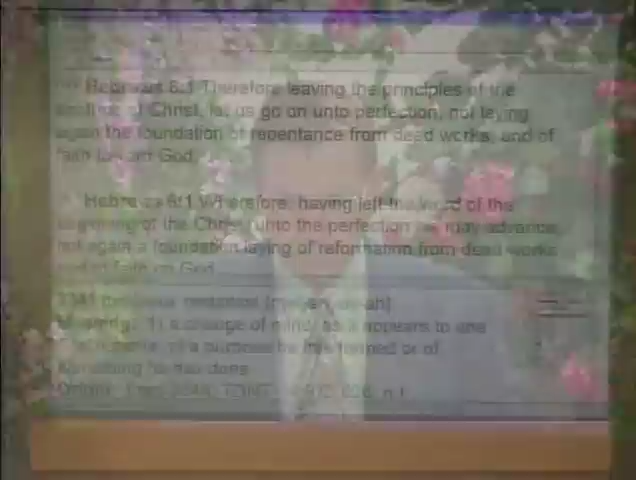 Hebrews 6:1 Therefore leaving the principles of the
doctrine of Christ, let us go on unto perfection, not laying
again the foundation of repentance from dead works, and of
faith toward God.
Hebrews 6:1 Wherefore, having left the word of the
beginning of the Christ, unto the perfection we may advance,
not again a foundation laying of reformation from dead works
and of faith on God
3341
Meaning: 1) a change of mind, as it appears to one
of a purpose he has formed or of
something he has done.
Origin: